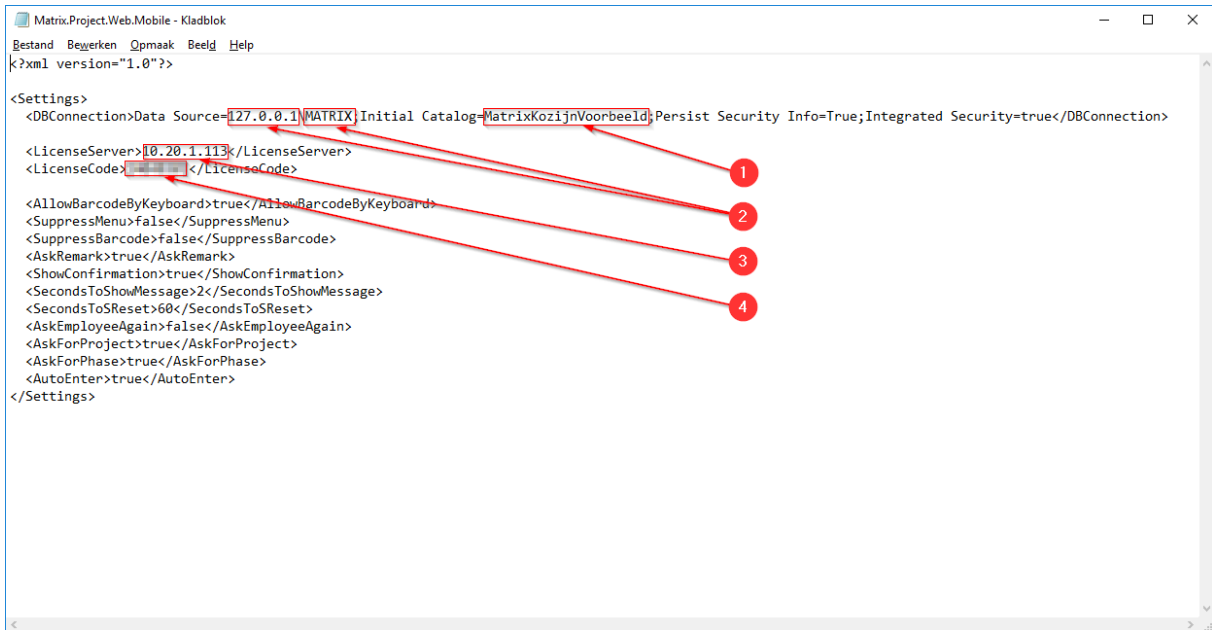 Matrix.Project.Web.Mobile - Kladblok
Bestand Bewerken Opmaak Beeld Help
<?xml version="1.0"?>
<Settings>
<DBConnection>Data Source=127.0.0.1\MATRIX;Initial Catalog=MatrixKozijnVoorbeeld;Persist Security Info=True;Integrated Security=true</DBConnection>
<LicenseServer>10.20.1.113</LicenseServer>
<LicenseCode></LicenseCode>
1
<AllowBarcodeByKeyboard>true</AllowBarcodeByKeyboard>
2
<SuppressMenu>false</SuppressMenu>
<SuppressBarcode>false</SuppressBarcode>
<AskRemark>true</AskRemark>
3
<ShowConfirmation>true</ShowConfirmation>
<SecondsToShowMessage>2</SecondsToShowMessage>
<SecondsToSReset>60</SecondsToSReset>
4
<AskEmployeeAgain>false</AskEmployeeAgain>
<AskForProject>true</AskForProject>
<AskForPhase>true</AskForPhase>
<AutoEnter>true</AutoEnter>
</Settings>